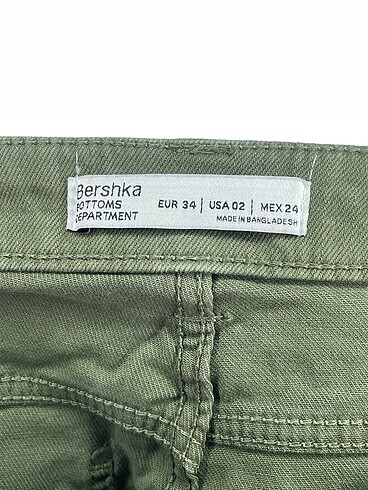 Bershka
BOTTOMS
DEPARTMENT
EUR 34 | USA 02 | MEX 24
MADE IN BANGLADESH